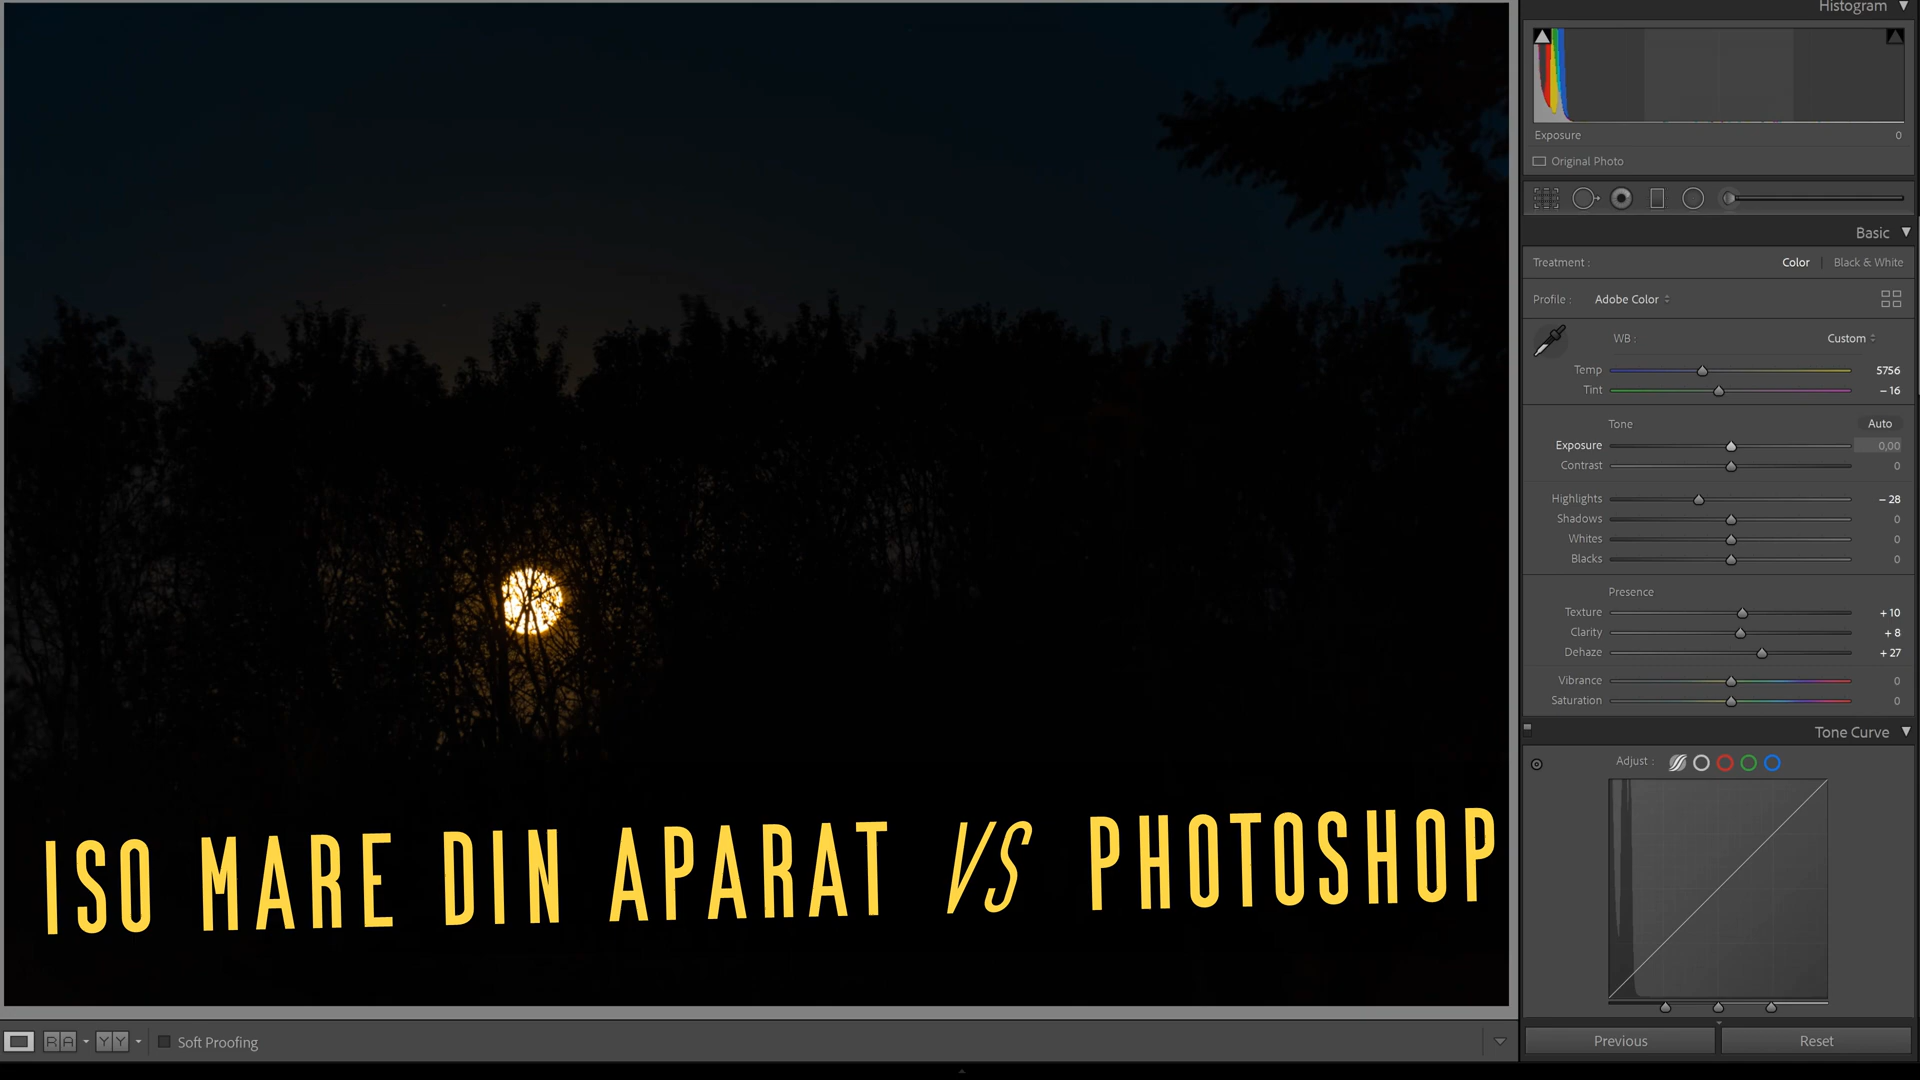 Histogram
Exposure 0
Original Photo
Basic
Treatment : Color Black & White
Profile : Adobe Color
WB : Custom
Temp 5756
Tint – 16
Tone Auto
Exposure 0,00
Contrast 0
Highlights – 28
Shadows 0
Whites 0
Blacks 0
Presence
Texture + 10
Clarity + 8
Dehaze + 27
Vibrance 0
Saturation 0
Tone Curve
Adjust :
ISO MARE DIN APARAT VS PHOTOSHOP
R A Y Y Soft Proofing
Previous Reset